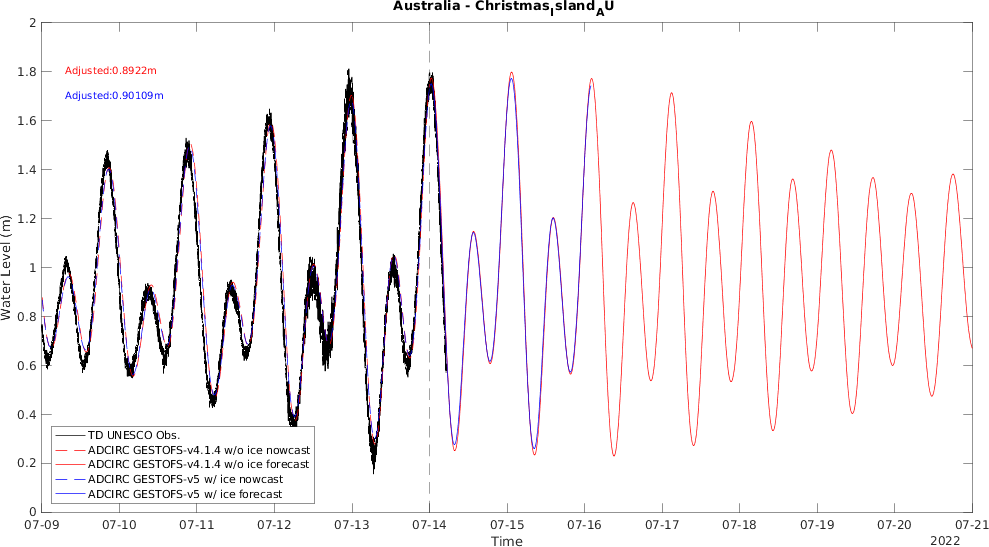 Australia - Christmas_Island_AU
2
1.8
1.6
1.4
1.2
1
0.8
0.6
0.4
0.2
0
Water Level (m)
Adjusted:0.8922m
Adjusted:0.90109m
TD UNESCO Obs.
ADCIRC GESTOFS-v4.1.4 w/o ice nowcast
ADCIRC GESTOFS-v4.1.4 w/o ice forecast
ADCIRC GESTOFS-v5 w/ ice nowcast
ADCIRC GESTOFS-v5 w/ ice forecast
07-09 07-10 07-11 07-12 07-13 07-14 07-15 07-16 07-17 07-18 07-19 07-20 07-21
Time
2022